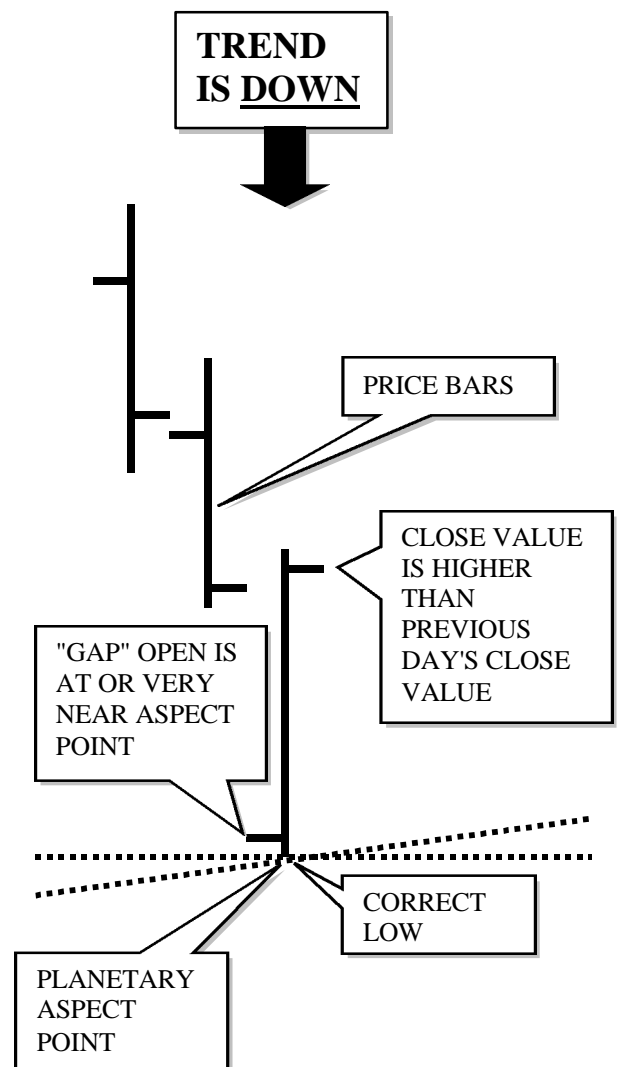 TREND
IS DOWN
PRICE BARS
CLOSE VALUE
IS HIGHER
THAN
PREVIOUS
DAY'S CLOSE
VALUE
"GAP" OPEN IS
AT OR VERY
NEAR ASPECT
POINT
CORRECT
LOW
PLANETARY
ASPECT
POINT